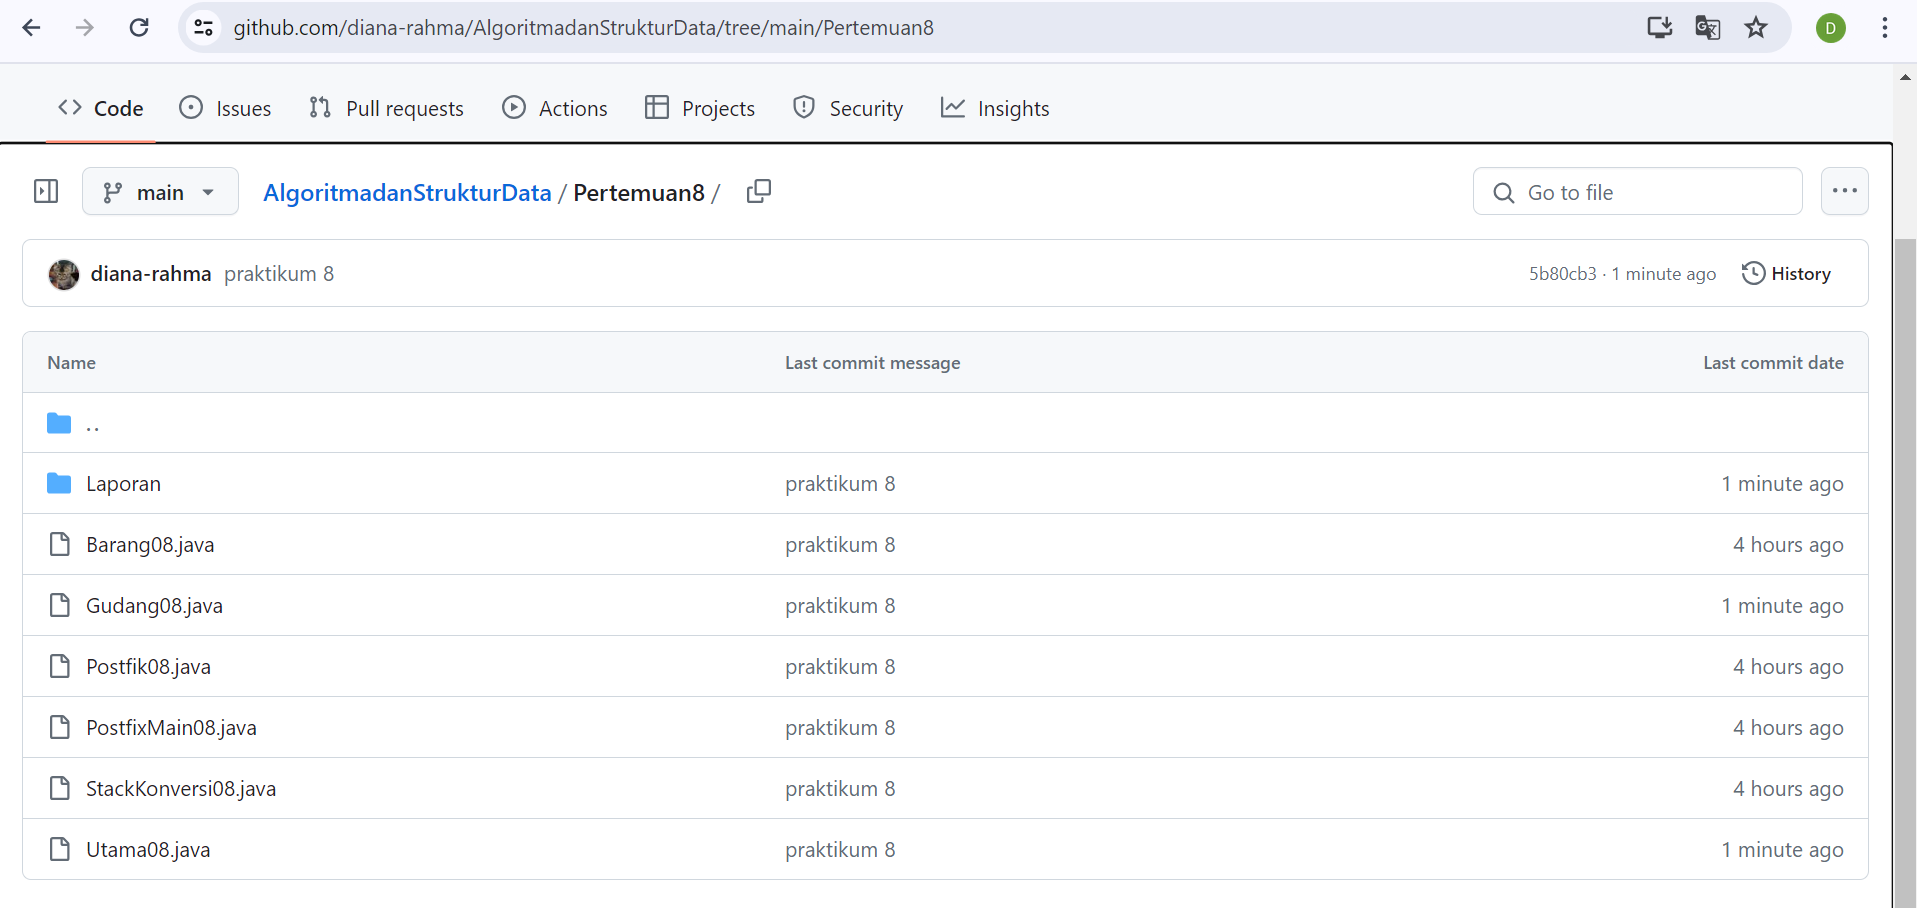 github.com/diana-rahma/AlgoritmadanStrukturData/tree/main/Pertemuan8
D
Code Issues Pull requests Actions Projects Security Insights
main AlgoritmadanStrukturData / Pertemuan8 / Go to file
diana-rahma praktikum 8 5b80cb3 · 1 minute ago History
Name Last commit message Last commit date
..
Laporan praktikum 8 1 minute ago
Barang08.java praktikum 8 4 hours ago
Gudang08.java praktikum 8 1 minute ago
Postfik08.java praktikum 8 4 hours ago
PostfixMain08.java praktikum 8 4 hours ago
StackKonversi08.java praktikum 8 4 hours ago
Utama08.java praktikum 8 1 minute ago